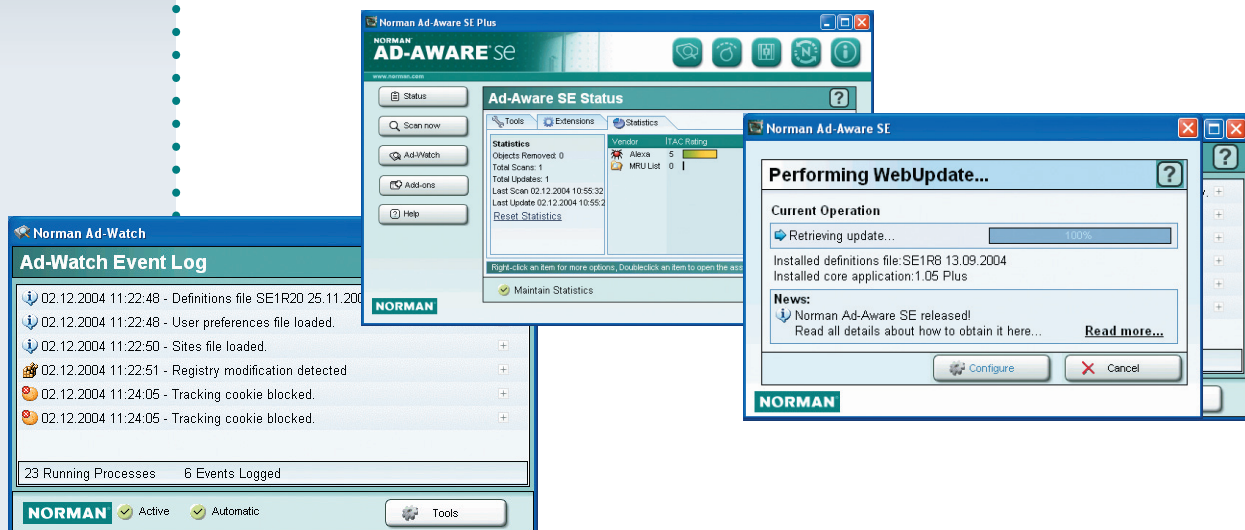 Norman Ad-Aware SE Plus
NORMAN
AD-AWARE SE
www.norman.com
Status
Scan now
Ad-Watch
Add-ons
Help
Ad-Aware SE Status
?
Tools Extensions Statistics
Statistics
Objects Removed: 0
Total Scans: 1
Total Updates: 1
Last Scan 02.12.2004 10:55:32
Last Update 02.12.2004 10:55:2
Reset Statistics
Vendor TAC Rating
Alexa 5
MRU List 0
Right-click an item for more options, Doubleclick an item to open the ass
Maintain Statistics
NORMAN
Norman Ad-Aware SE
Performing WebUpdate...
?
Current Operation
Retrieving update...
100%
Installed definitions file:SE1R8 13.09.2004
Installed core application:1.05 Plus
News:
Norman Ad-Aware SE released!
Read all details about how to obtain it here... Read more...
Configure
Cancel
NORMAN
?
Norman Ad-Watch
Ad-Watch Event Log
02.12.2004 11:22:48 - Definitions file SE1R20 25.11.200
02.12.2004 11:22:48 - User preferences file loaded.
02.12.2004 11:22:50 - Sites file loaded.
02.12.2004 11:22:51 - Registry modification detected
02.12.2004 11:24:05 - Tracking cookie blocked.
02.12.2004 11:24:05 - Tracking cookie blocked.
23 Running Processes 6 Events Logged
NORMAN
Active
Automatic
Tools